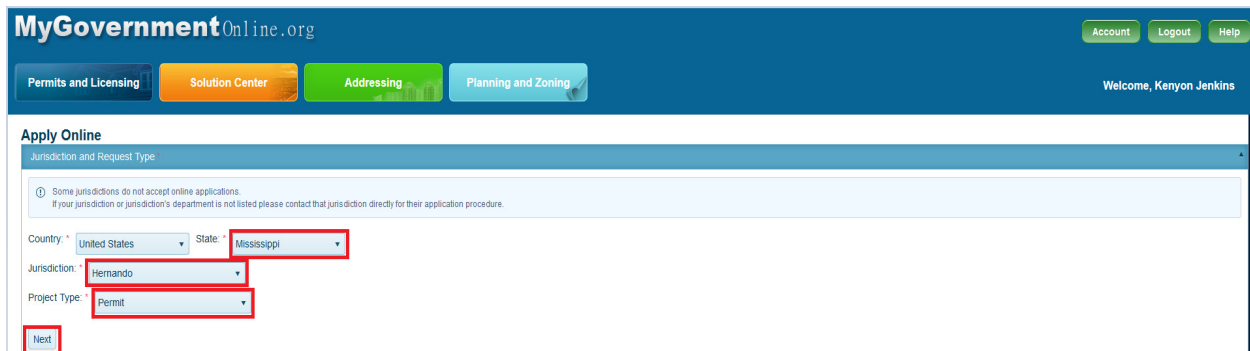 MyGovernmentOnline.org
Account Logout Help
Permits and Licensing Solution Center Addressing Planning and Zoning
Welcome, Kenyon Jenkins
Apply Online
Jurisdiction and Request Type
Some jurisdictions do not accept online applications.
If your jurisdiction or jurisdiction's department is not listed please contact that jurisdiction directly for their application procedure.
Country: * United States State: * Mississippi
Jurisdiction: * Hernando
Project Type: * Permit
Next